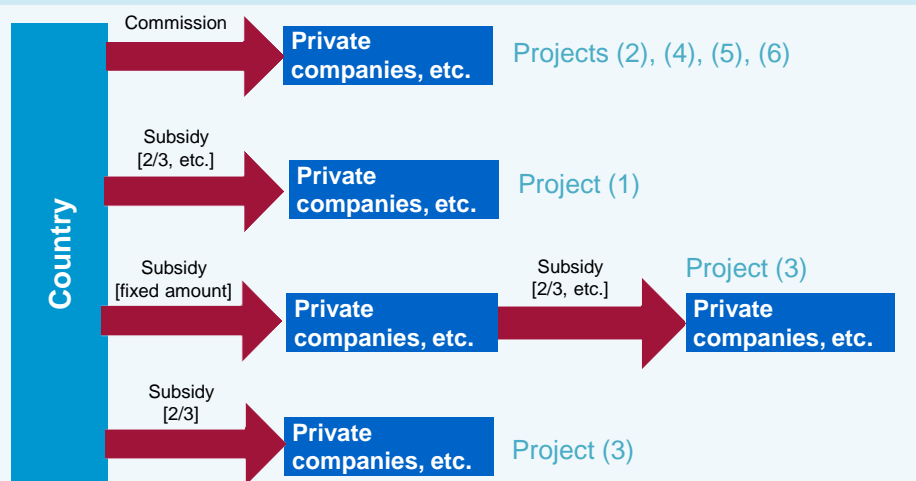 Country
Commission
Private
companies, etc.
Projects (2), (4), (5), (6)
Subsidy
[2/3, etc.]
Private
companies, etc.
Project (1)
Subsidy
[fixed amount]
Private
companies, etc.
Subsidy
[2/3, etc.]
Project (3)
Private
companies, etc.
Subsidy
[2/3]
Private
companies, etc.
Project (3)